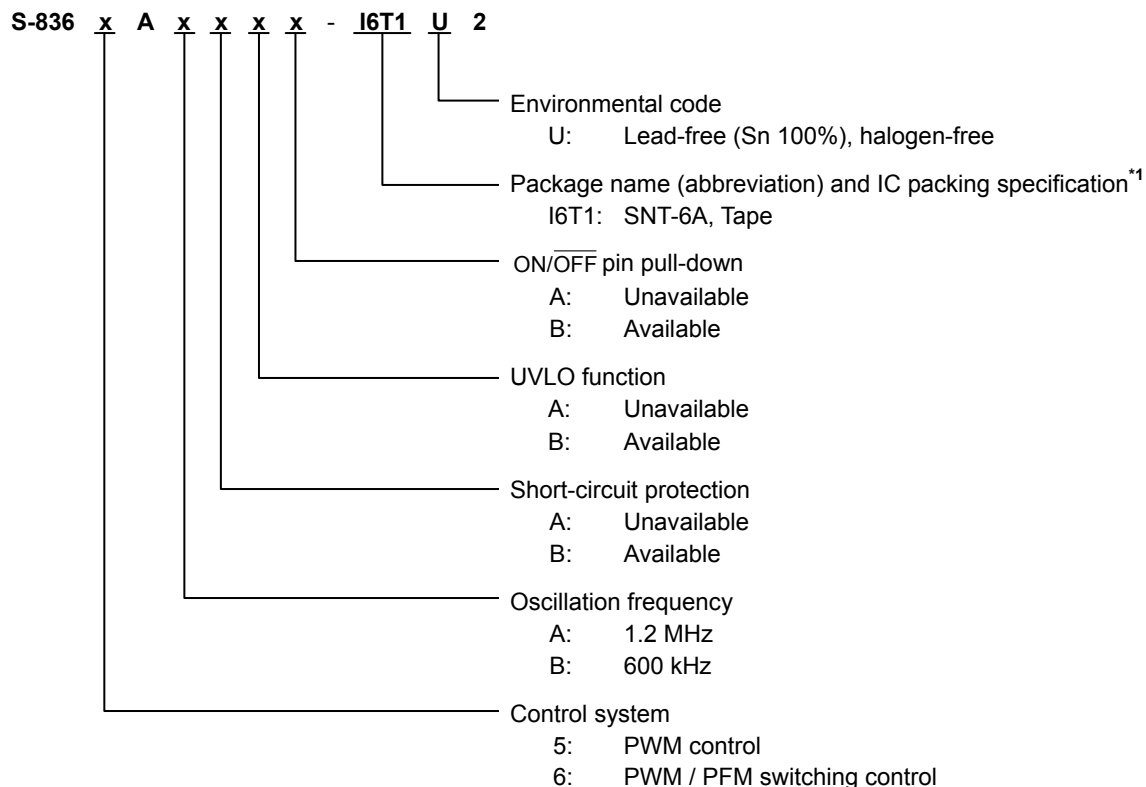 S-836 x A x x x x - I6T1 U 2
Environmental code
U: Lead-free (Sn 100%), halogen-free
Package name (abbreviation) and IC packing specification*1
I6T1: SNT-6A, Tape
ON/OFF pin pull-down
A: Unavailable
B: Available
UVLO function
A: Unavailable
B: Available
Short-circuit protection
A: Unavailable
B: Available
Oscillation frequency
A: 1.2 MHz
B: 600 kHz
Control system
5: PWM control
6: PWM / PFM switching control